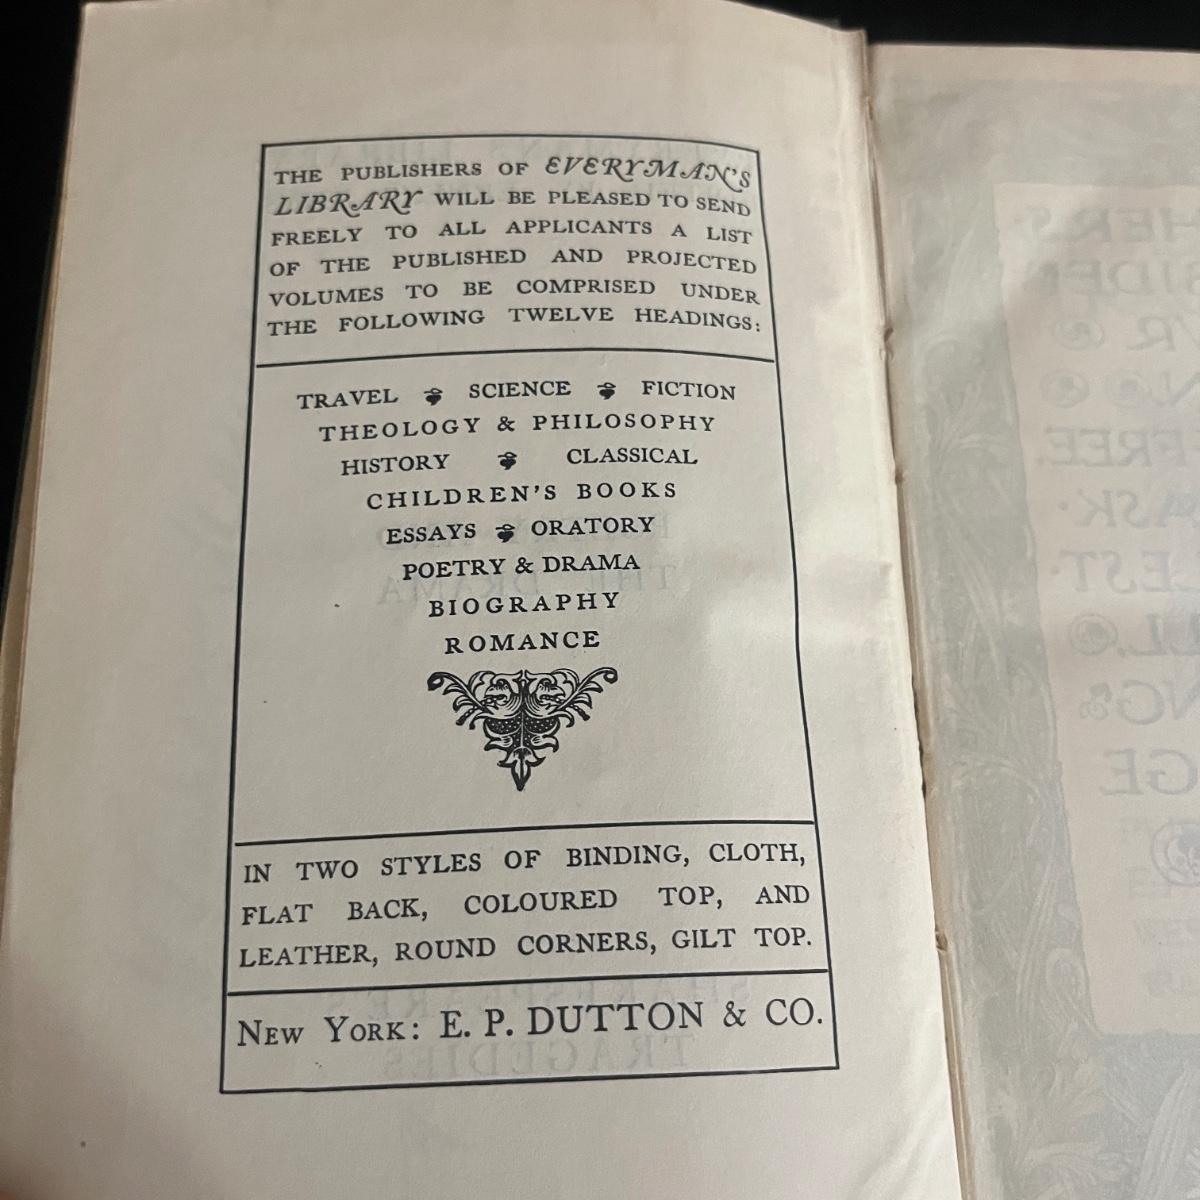 THE PUBLISHERS OF EVERYMAN'S
LIBRARY WILL BE PLEASED TO SEND
FREELY TO ALL APPLICANTS A LIST
OF THE PUBLISHED AND PROJECTED
VOLUMES TO BE COMPRISED UNDER
THE FOLLOWING TWELVE HEADINGS:
TRAVEL SCIENCE FICTION
THEOLOGY & PHILOSOPHY
HISTORY CLASSICAL
CHILDREN'S BOOKS
ESSAYS ORATORY
POETRY & DRAMA
BIOGRAPHY
ROMANCE
IN TWO STYLES OF BINDING, CLOTH,
FLAT BACK, COLOURED TOP, AND
LEATHER, ROUND CORNERS, GILT TOP.
NEW YORK: E. P. DUTTON & CO.